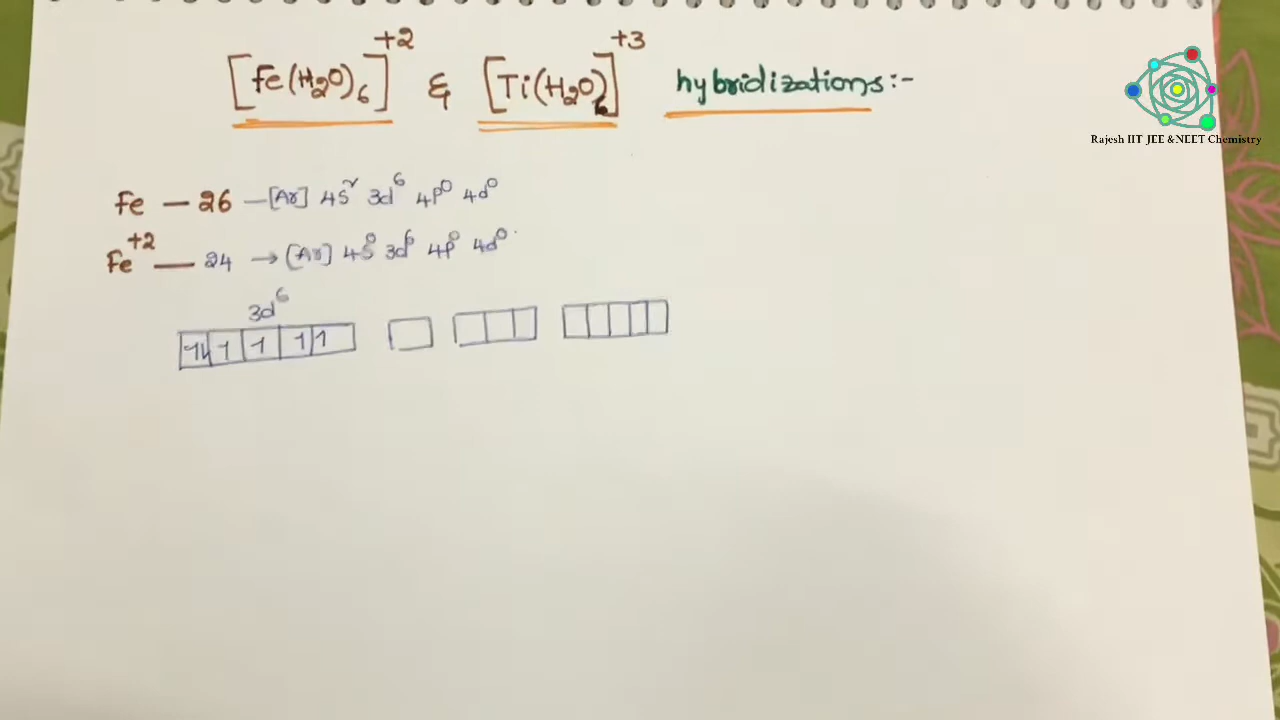 [Fe(H₂O)₆]⁺² & [Ti(H₂O)₆]⁺³ hybridizations:-
Rajesh IIT JEE & NEET Chemistry
Fe — 26 — [Ar] 4s² 3d⁶ 4p⁰ 4d⁰
Fe⁺² — 24 → [Ar] 4s⁰ 3d⁶ 4p⁰ 4d⁰
3d⁶
1⇂ 1 1 1 1